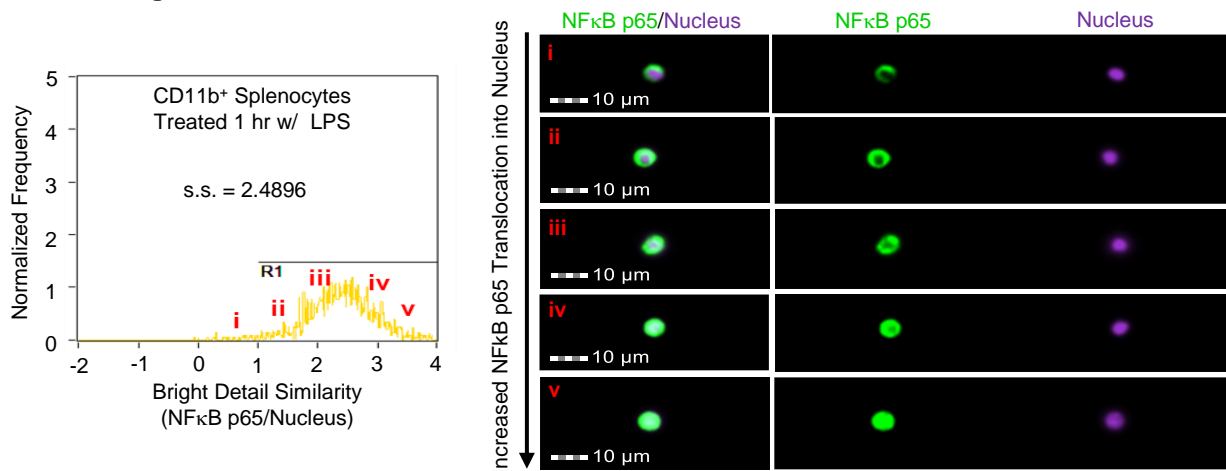 CD11b⁺ Splenocytes
Treated 1 hr w/ LPS
s.s. = 2.4896
Normalized Frequency
5
4
3
2
1
0
R1
i
ii
iii
iv
v
-2
-1
0
1
2
3
4
Bright Detail Similarity
(NFκB p65/Nucleus)
ncreased NFkB p65 Translocation into Nucleus
NFκB p65/Nucleus
NFκB p65
Nucleus
i
10 µm
ii
10 µm
iii
10 µm
iv
10 µm
v
10 µm